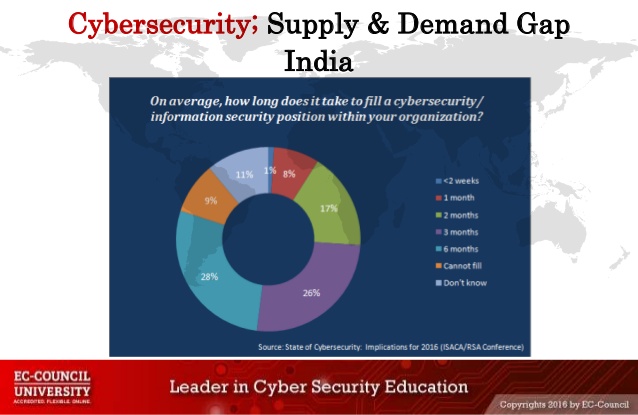 Cybersecurity; Supply & Demand Gap
India
On average, how long does it take to fill a cybersecurity/
information security position within your organization?
1%
8%
17%
26%
28%
9%
11%
<2 weeks
1 month
2 months
3 months
6 months
Cannot fill
Don't know
Source: State of Cybersecurity: Implications for 2016 (ISACA/RSA Conference)
EC-COUNCIL
UNIVERSITY
ACCREDITED. FLEXIBLE. ONLINE.
Leader in Cyber Security Education
Copyrights 2016 by EC-Council